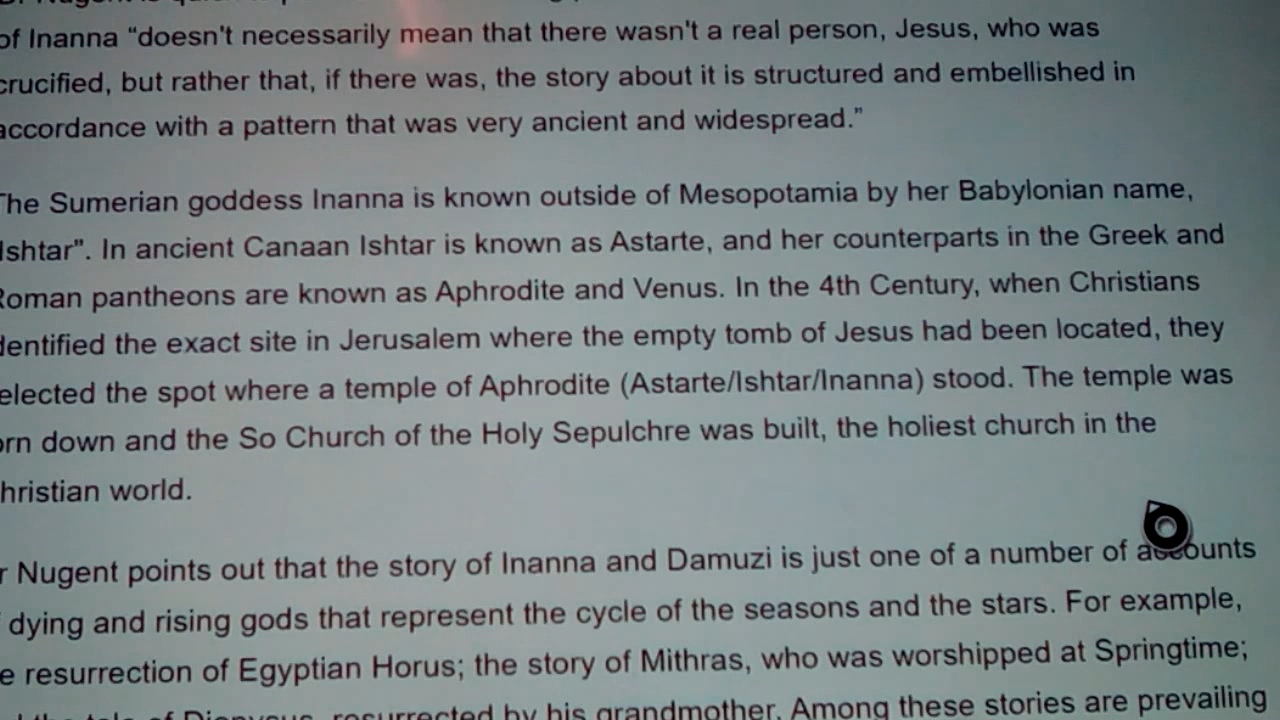 of Inanna “doesn't necessarily mean that there wasn't a real person, Jesus, who was
crucified, but rather that, if there was, the story about it is structured and embellished in
accordance with a pattern that was very ancient and widespread.”
The Sumerian goddess Inanna is known outside of Mesopotamia by her Babylonian name,
Ishtar". In ancient Canaan Ishtar is known as Astarte, and her counterparts in the Greek and
Roman pantheons are known as Aphrodite and Venus. In the 4th Century, when Christians
dentified the exact site in Jerusalem where the empty tomb of Jesus had been located, they
elected the spot where a temple of Aphrodite (Astarte/Ishtar/Inanna) stood. The temple was
orn down and the So Church of the Holy Sepulchre was built, the holiest church in the
hristian world.
r Nugent points out that the story of Inanna and Damuzi is just one of a number of accounts
dying and rising gods that represent the cycle of the seasons and the stars. For example,
e resurrection of Egyptian Horus; the story of Mithras, who was worshipped at Springtime;
the tale of Dionysus, resurrected by his grandmother. Among these stories are prevailing